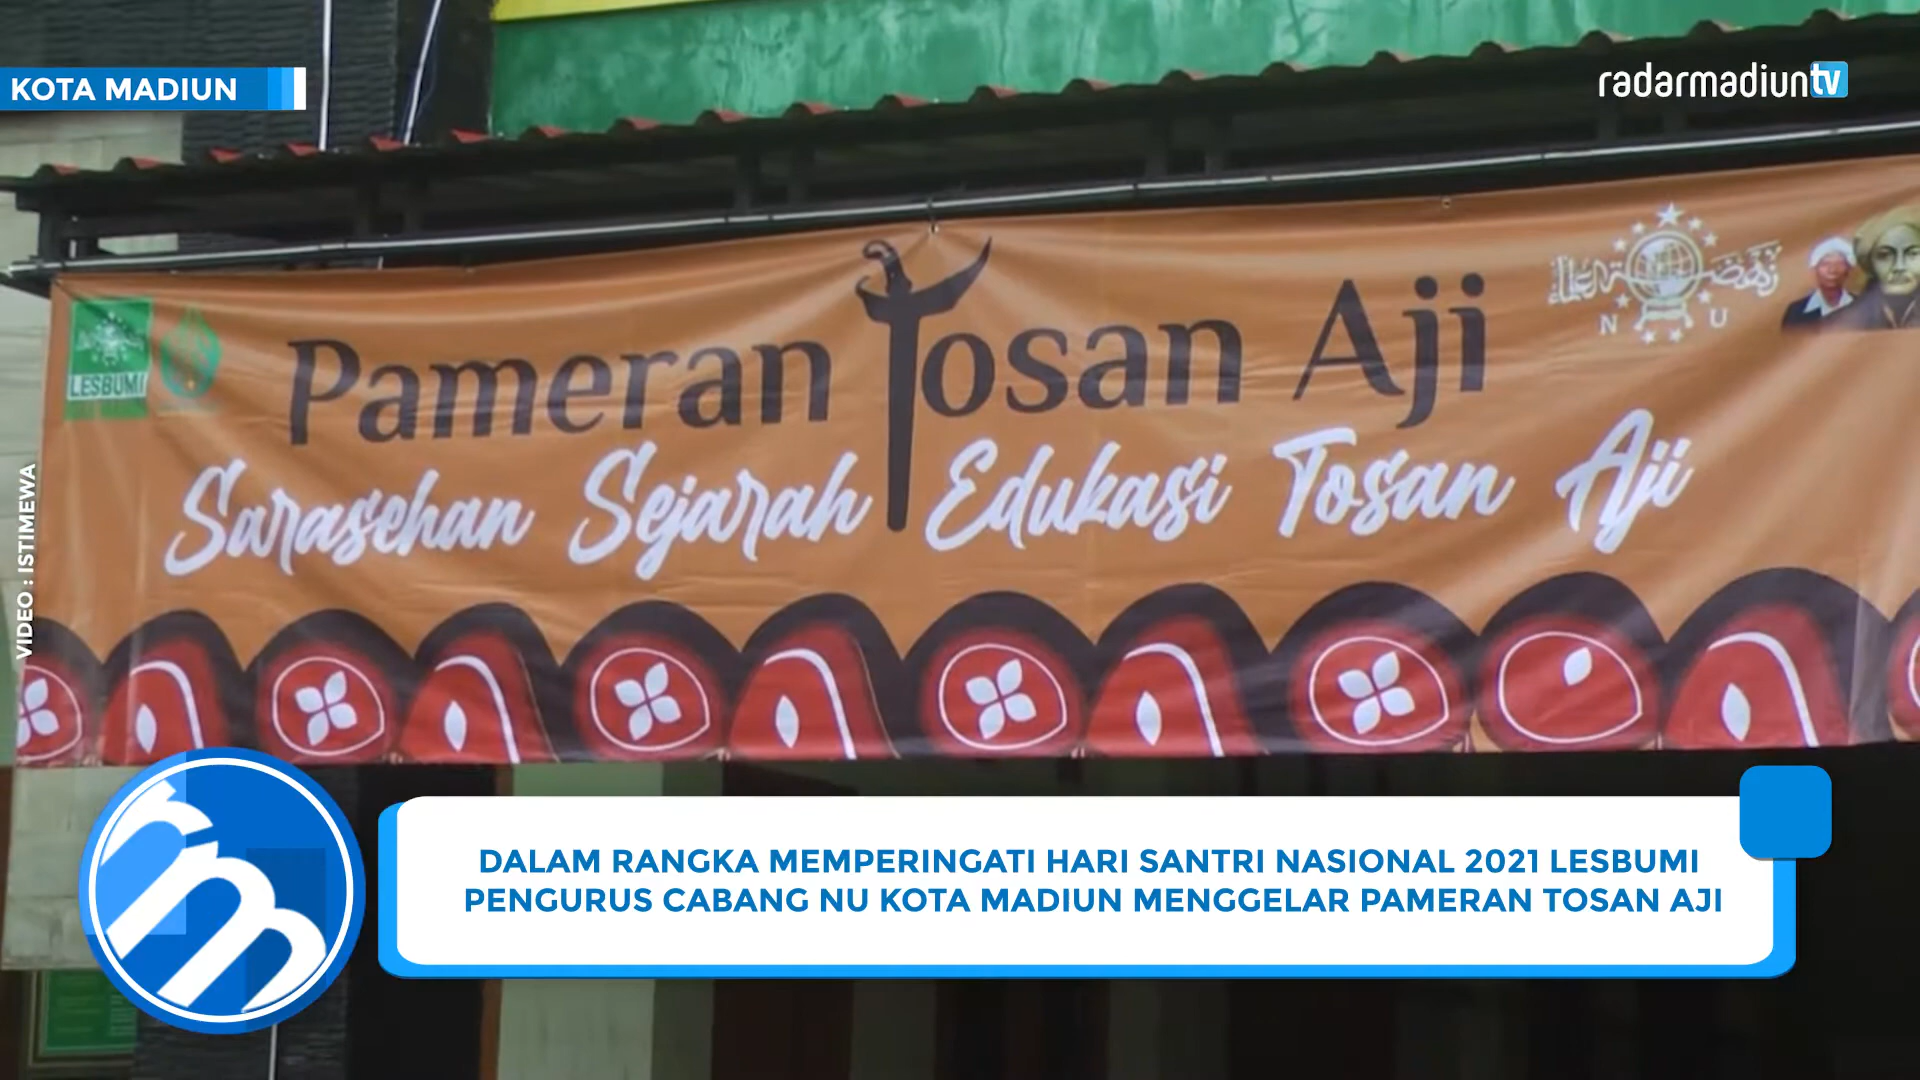 KOTA MADIUN
radarmadiuntv
LESBUMI
Pameran Tosan Aji
N U
Sarasehan Sejarah Edukasi Tosan Aji
VIDEO : ISTIMEWA
DALAM RANGKA MEMPERINGATI HARI SANTRI NASIONAL 2021 LESBUMI
PENGURUS CABANG NU KOTA MADIUN MENGGELAR PAMERAN TOSAN AJI